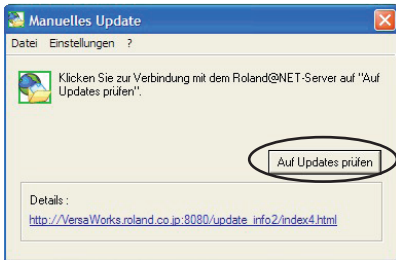 Manuelles Update
Datei Einstellungen ?
Klicken Sie zur Verbindung mit dem Roland@NET-Server auf "Auf
Updates prüfen".
Auf Updates prüfen
Details :
http://VersaWorks.roland.co.jp:8080/update_info2/index4.html